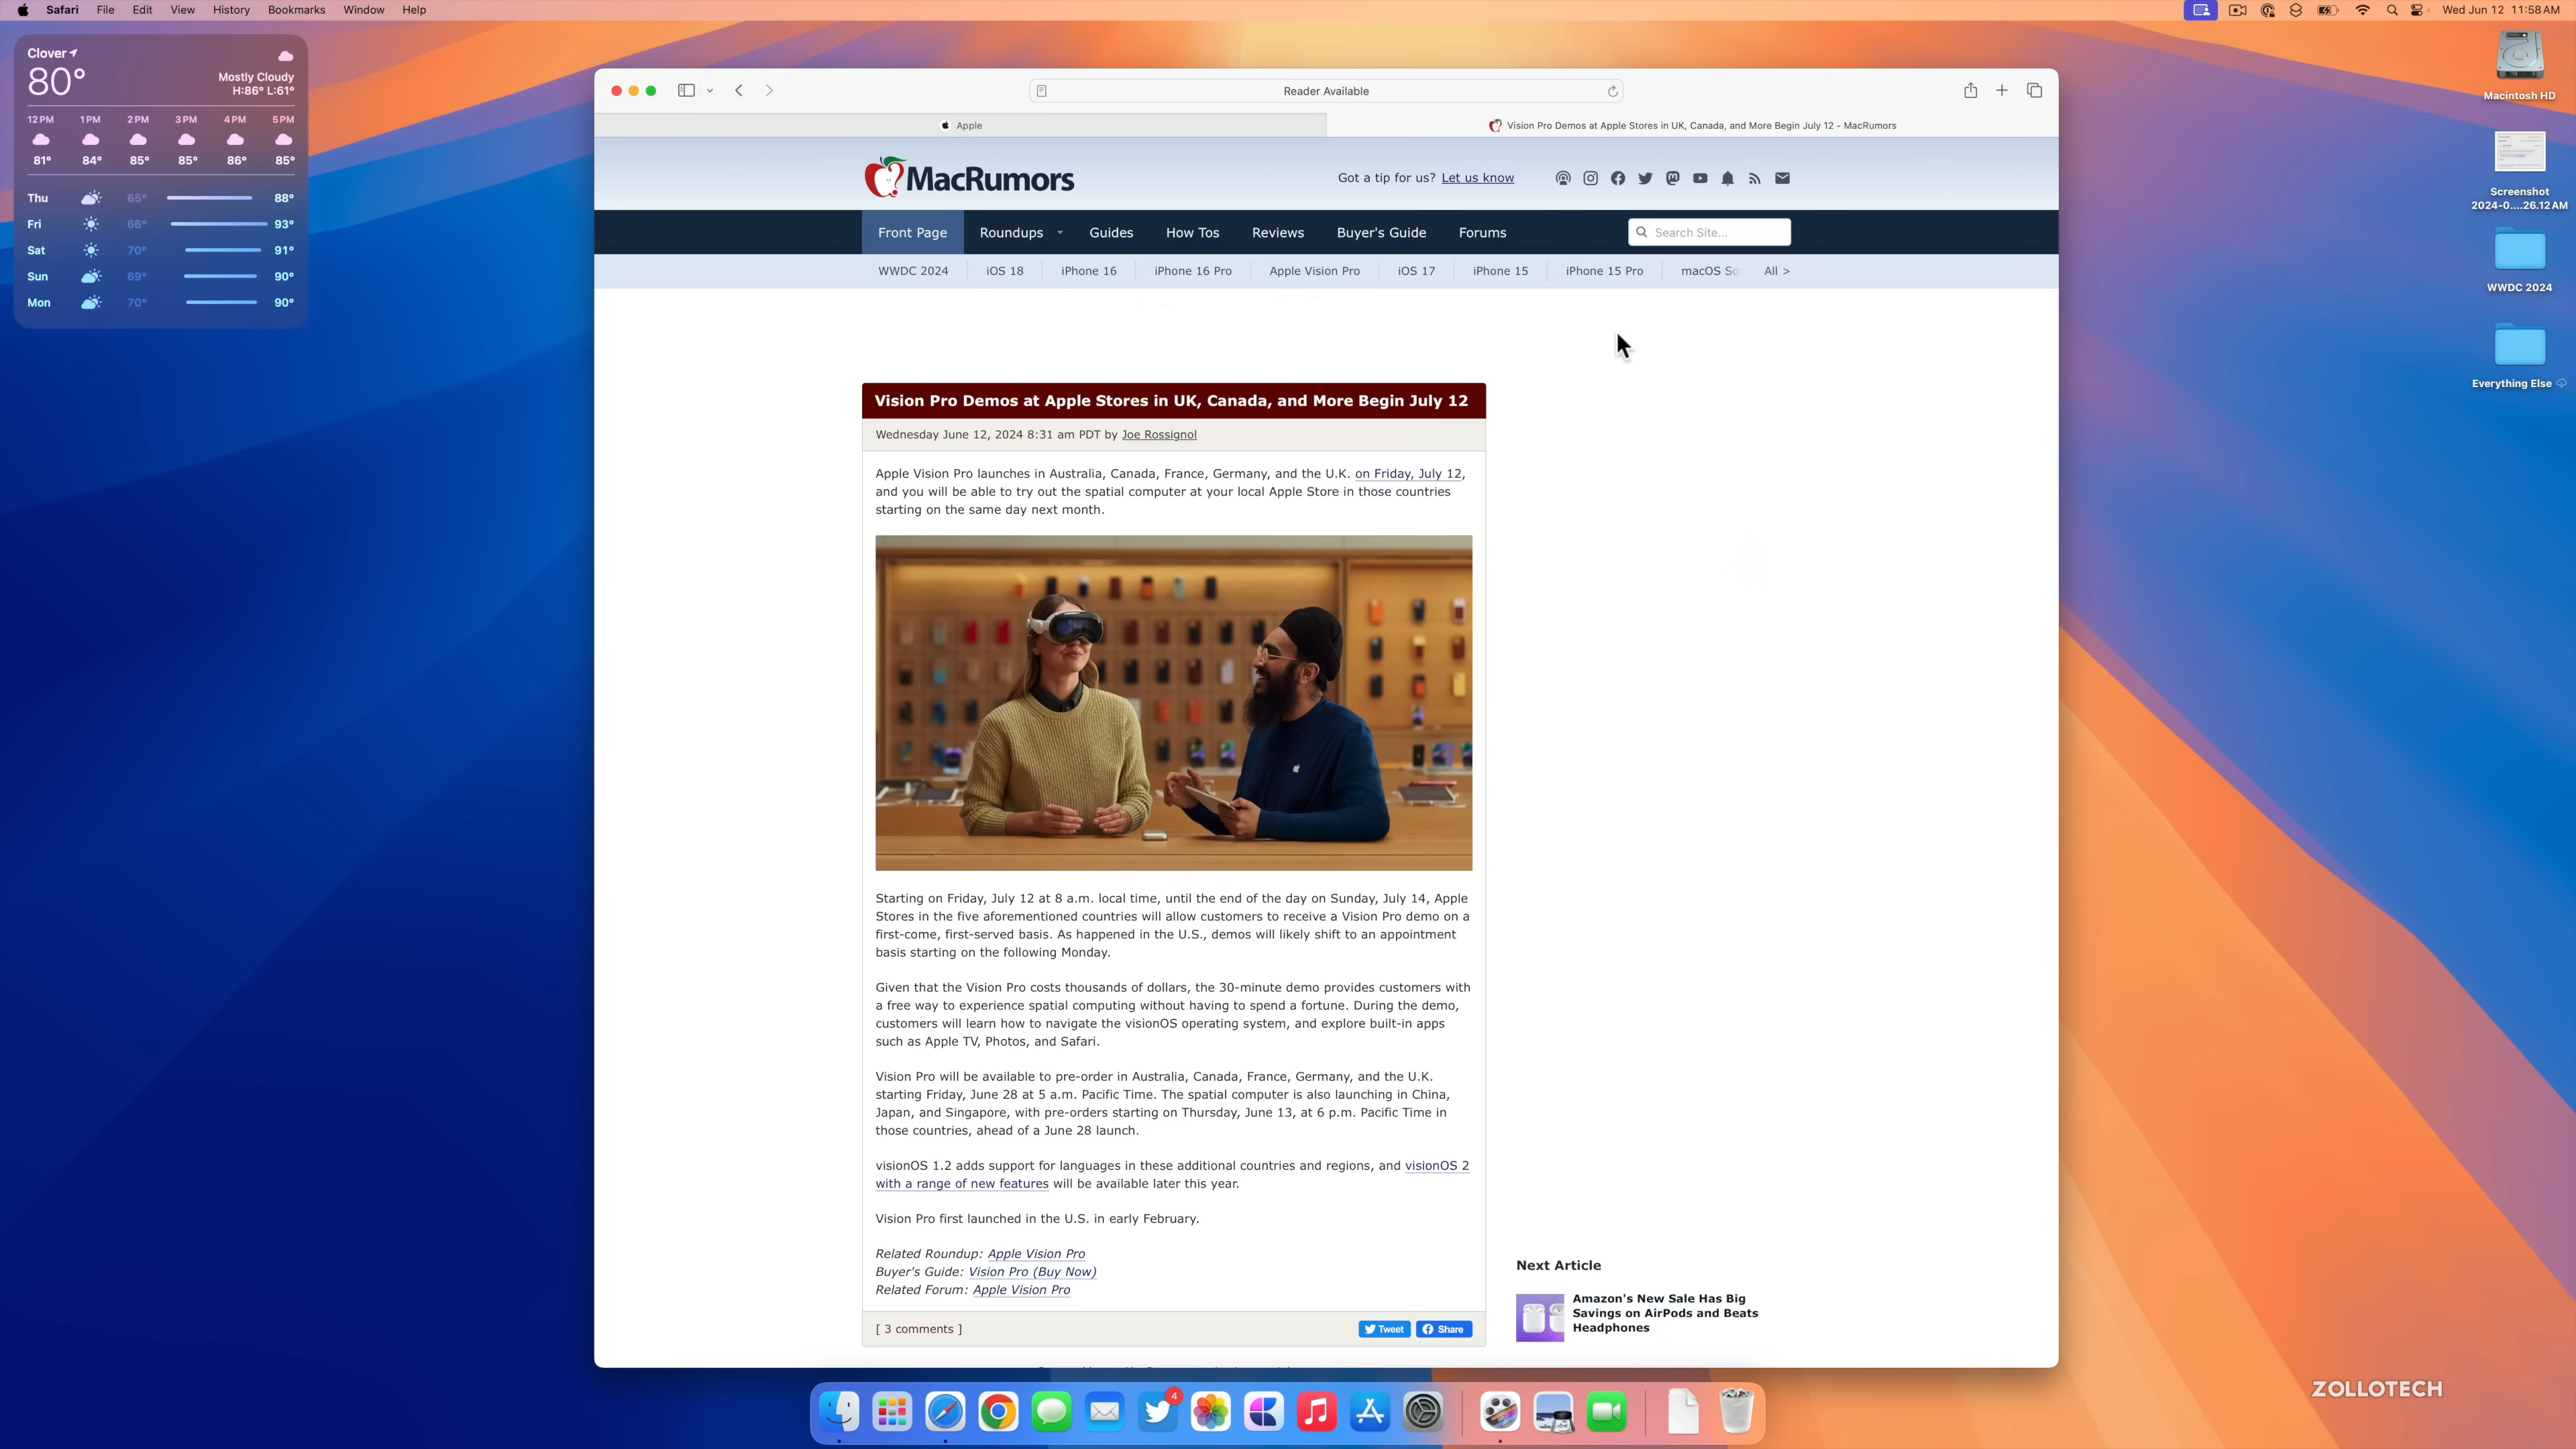 Safari File Edit View History Bookmarks Window Help
Wed Jun 12 11:58 AM
Clover
80°
Mostly Cloudy
H:86° L:61°
12 PM 1 PM 2 PM 3 PM 4 PM 5 PM
81° 84° 85° 85° 86° 85°
Thu 65° 88°
Fri 66° 93°
Sat 70° 91°
Sun 69° 90°
Mon 70° 90°
Macintosh HD
Screenshot
2024-0....26.12 AM
WWDC 2024
Everything Else
Reader Available
Apple
Vision Pro Demos at Apple Stores in UK, Canada, and More Begin July 12 - MacRumors
MacRumors
Got a tip for us? Let us know
Front Page Roundups Guides How Tos Reviews Buyer's Guide Forums
Search Site...
WWDC 2024 iOS 18 iPhone 16 iPhone 16 Pro Apple Vision Pro iOS 17 iPhone 15 iPhone 15 Pro macOS So All >
Vision Pro Demos at Apple Stores in UK, Canada, and More Begin July 12
Wednesday June 12, 2024 8:31 am PDT by Joe Rossignol
Apple Vision Pro launches in Australia, Canada, France, Germany, and the U.K. on Friday, July 12,
and you will be able to try out the spatial computer at your local Apple Store in those countries
starting on the same day next month.
Starting on Friday, July 12 at 8 a.m. local time, until the end of the day on Sunday, July 14, Apple
Stores in the five aforementioned countries will allow customers to receive a Vision Pro demo on a
first-come, first-served basis. As happened in the U.S., demos will likely shift to an appointment
basis starting on the following Monday.
Given that the Vision Pro costs thousands of dollars, the 30-minute demo provides customers with
a free way to experience spatial computing without having to spend a fortune. During the demo,
customers will learn how to navigate the visionOS operating system, and explore built-in apps
such as Apple TV, Photos, and Safari.
Vision Pro will be available to pre-order in Australia, Canada, France, Germany, and the U.K.
starting Friday, June 28 at 5 a.m. Pacific Time. The spatial computer is also launching in China,
Japan, and Singapore, with pre-orders starting on Thursday, June 13, at 6 p.m. Pacific Time in
those countries, ahead of a June 28 launch.
visionOS 1.2 adds support for languages in these additional countries and regions, and visionOS 2
with a range of new features will be available later this year.
Vision Pro first launched in the U.S. in early February.
Related Roundup: Apple Vision Pro
Buyer's Guide: Vision Pro (Buy Now)
Related Forum: Apple Vision Pro
[ 3 comments ]
Tweet Share
Next Article
Amazon's New Sale Has Big
Savings on AirPods and Beats
Headphones
4
ZOLLOTECH